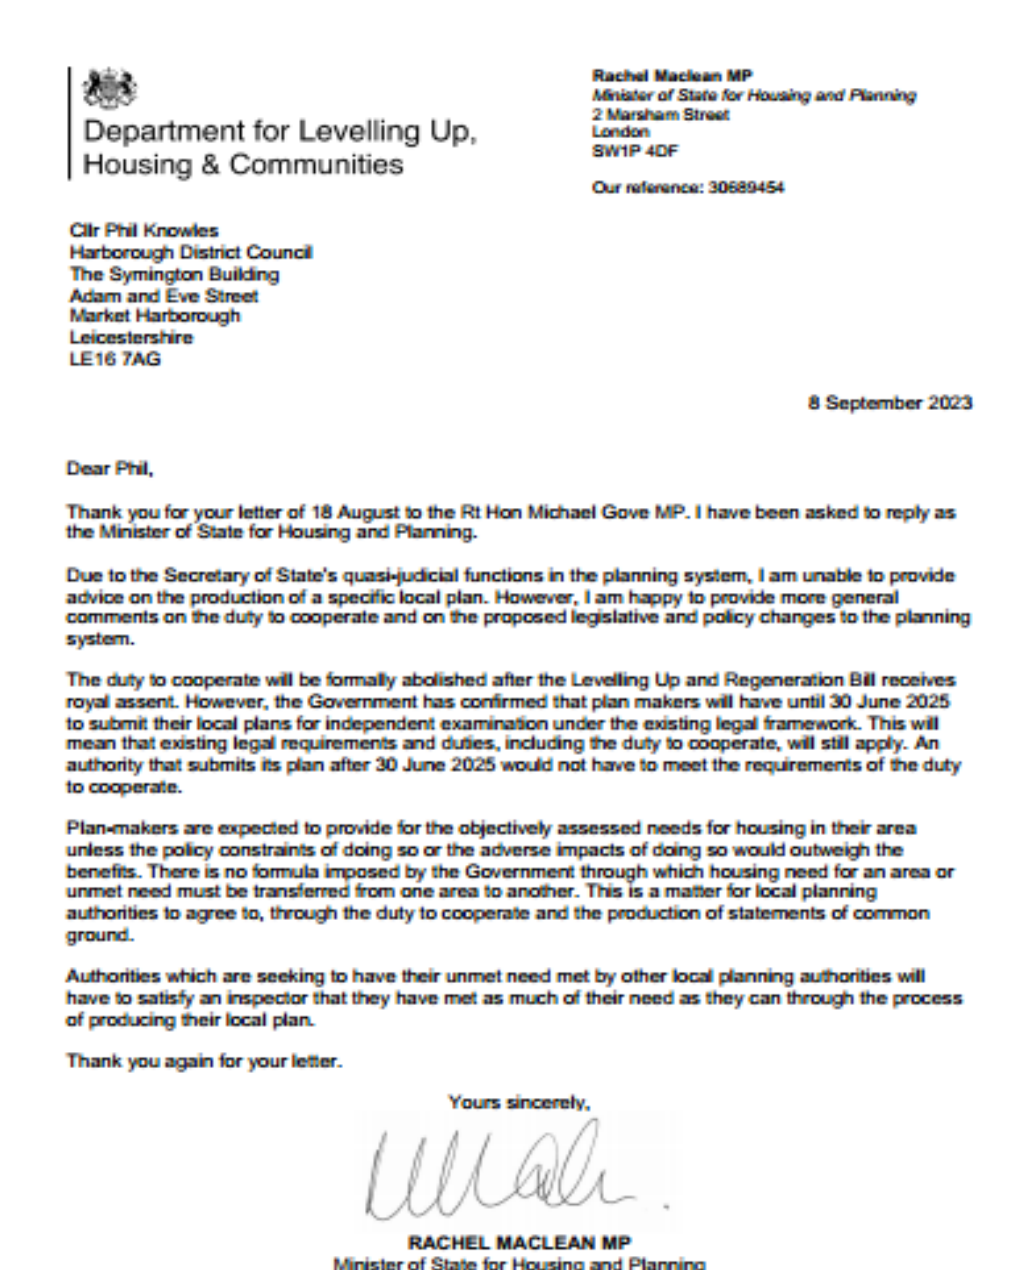 Department for Levelling Up,
Housing & Communities
Rachel Maclean MP
Minister of State for Housing and Planning
2 Marsham Street
London
SW1P 4DF
Our reference: 30689454
Cllr Phil Knowles
Harborough District Council
The Symington Building
Adam and Eve Street
Market Harborough
Leicestershire
LE16 7AG
8 September 2023
Dear Phil,
Thank you for your letter of 18 August to the Rt Hon Michael Gove MP. I have been asked to reply as
the Minister of State for Housing and Planning.
Due to the Secretary of State's quasi-judicial functions in the planning system, I am unable to provide
advice on the production of a specific local plan. However, I am happy to provide more general
comments on the duty to cooperate and on the proposed legislative and policy changes to the planning
system.
The duty to cooperate will be formally abolished after the Levelling Up and Regeneration Bill receives
royal assent. However, the Government has confirmed that plan makers will have until 30 June 2025
to submit their local plans for independent examination under the existing legal framework. This will
mean that existing legal requirements and duties, including the duty to cooperate, will still apply. An
authority that submits its plan after 30 June 2025 would not have to meet the requirements of the duty
to cooperate.
Plan-makers are expected to provide for the objectively assessed needs for housing in their area
unless the policy constraints of doing so or the adverse impacts of doing so would outweigh the
benefits. There is no formula imposed by the Government through which housing need for an area or
unmet need must be transferred from one area to another. This is a matter for local planning
authorities to agree to, through the duty to cooperate and the production of statements of common
ground.
Authorities which are seeking to have their unmet need met by other local planning authorities will
have to satisfy an inspector that they have met as much of their need as they can through the process
of producing their local plan.
Thank you again for your letter.
Yours sincerely,
RACHEL MACLEAN MP
Minister of State for Housing and Planning